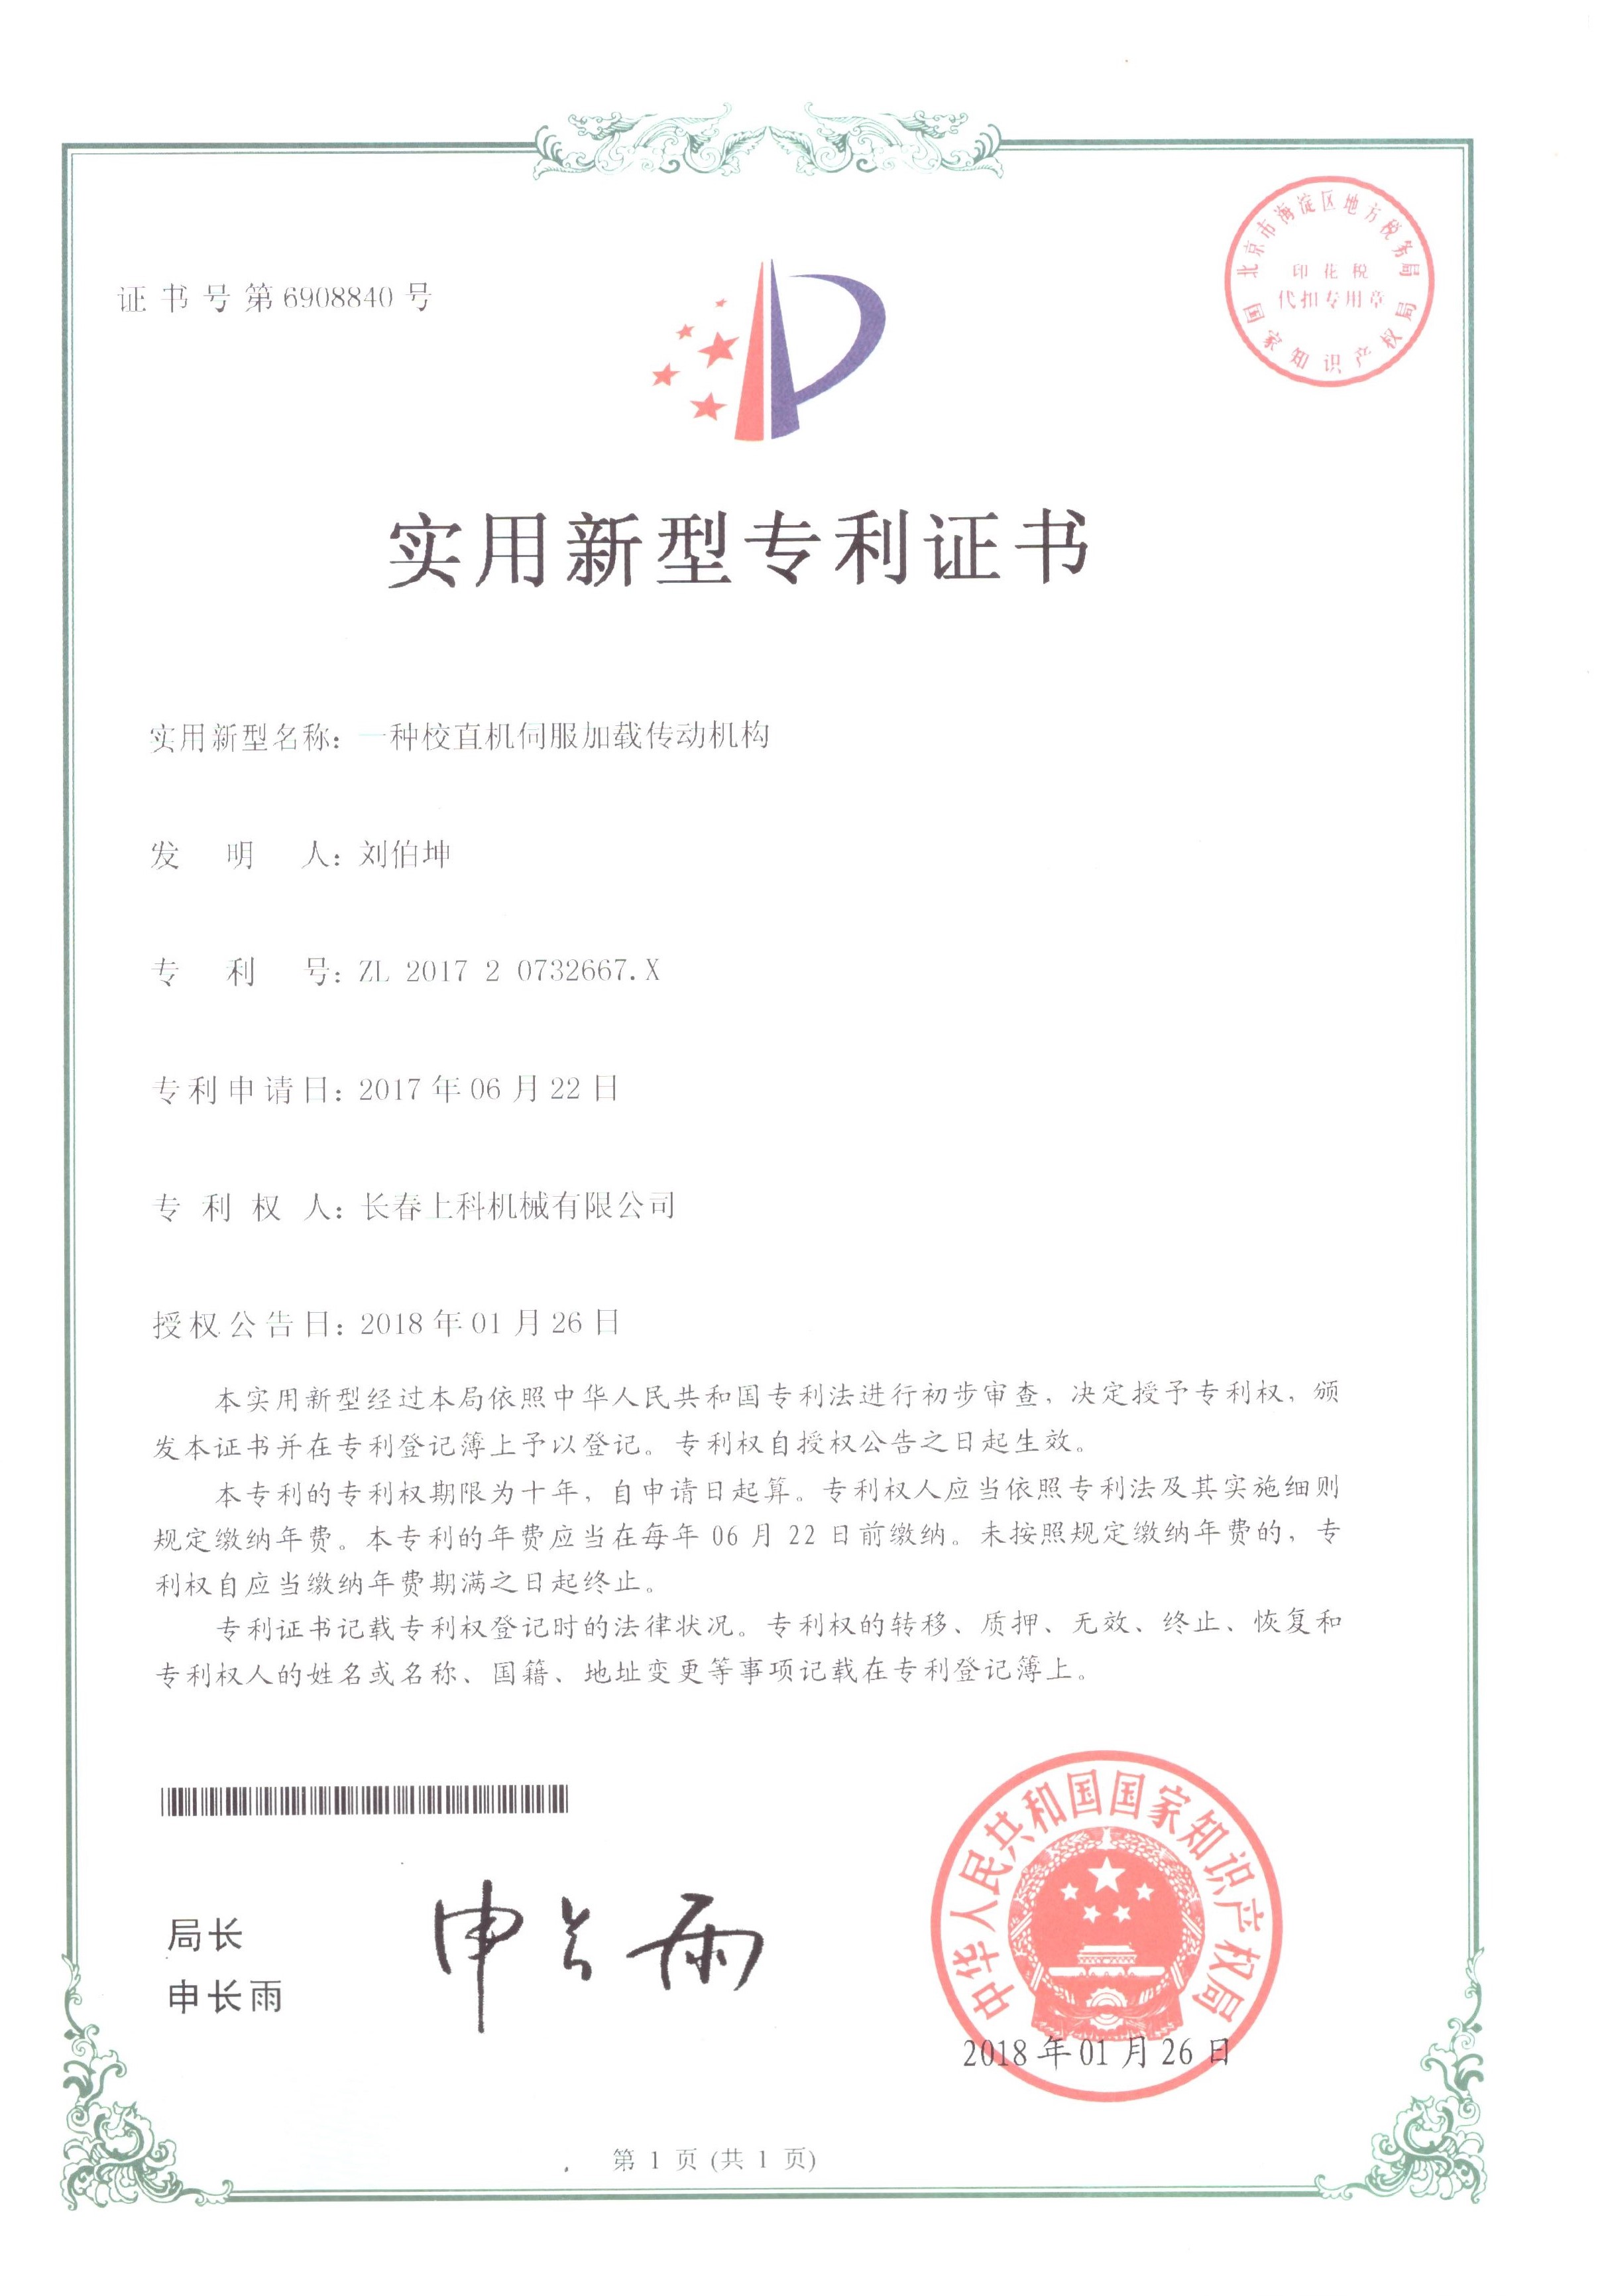 证书号第6908840号
北京市海淀区地方税务局
印花税
代扣专用章
国家知识产权局
实用新型专利证书
实用新型名称：一种校直机伺服加载传动机构
发明人：刘伯坤
专利号：ZL 2017 2 0732667.X
专利申请日：2017年06月22日
专利权人：长春上科机械有限公司
授权公告日：2018年01月26日
本实用新型经过本局依照中华人民共和国专利法进行初步审查，决定授予专利权，颁
发本证书并在专利登记簿上予以登记。专利权自授权公告之日起生效。
本专利的专利权期限为十年，自申请日起算。专利权人应当依照专利法及其实施细则
规定缴纳年费。本专利的年费应当在每年06月22日前缴纳。未按照规定缴纳年费的，专
利权自应当缴纳年费期满之日起终止。
专利证书记载专利权登记时的法律状况。专利权的转移、质押、无效、终止、恢复和
专利权人的姓名或名称、国籍、地址变更等事项记载在专利登记簿上。
局长
申长雨
申长雨
中华人民共和国国家知识产权局
2018年01月26日
第1页(共1页)